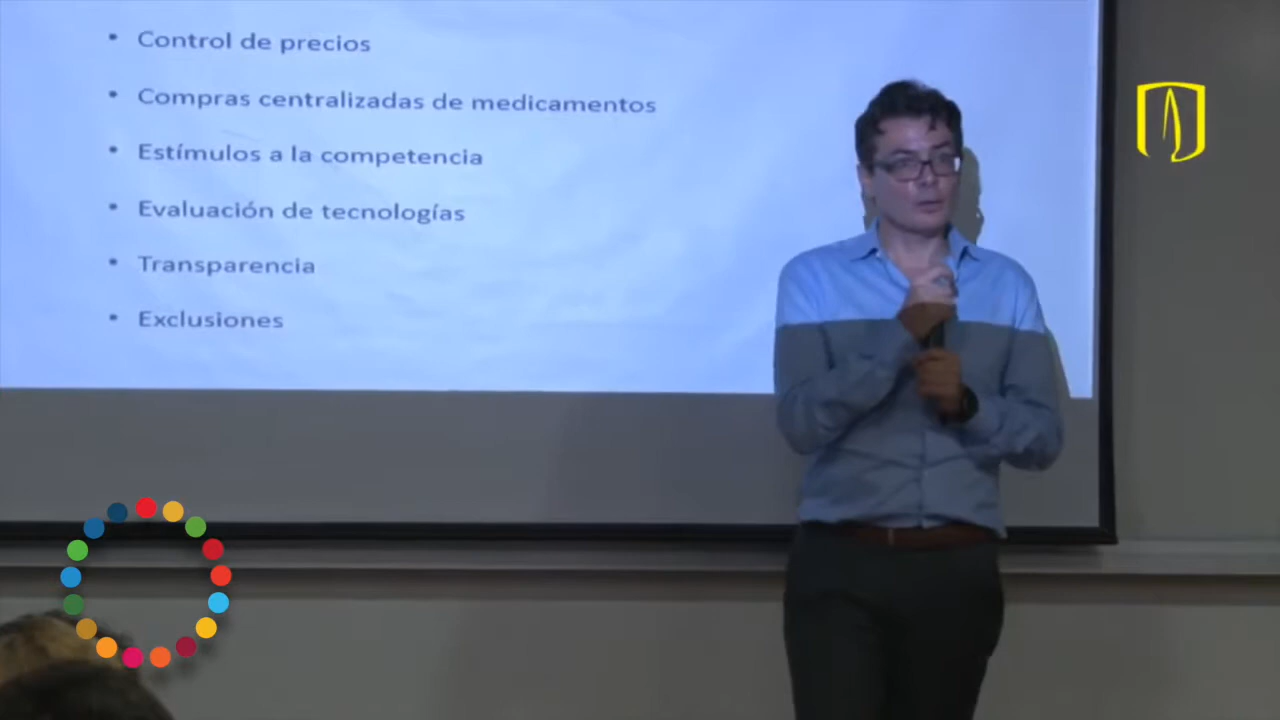 • Control de precios
• Compras centralizadas de medicamentos
• Estímulos a la competencia
• Evaluación de tecnologías
• Transparencia
• Exclusiones